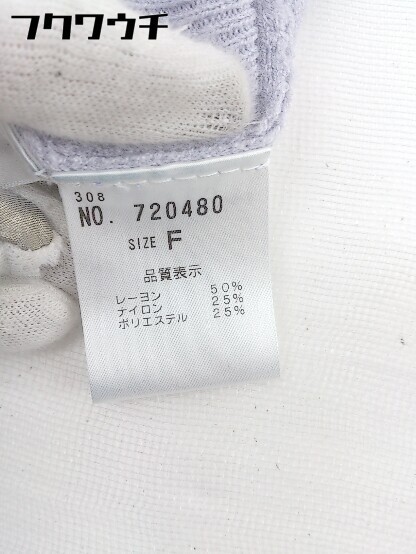 フクワウチ
308
NO. 720480
SIZE F
品質表示
レーヨン 50%
ナイロン 25%
ポリエステル 25%